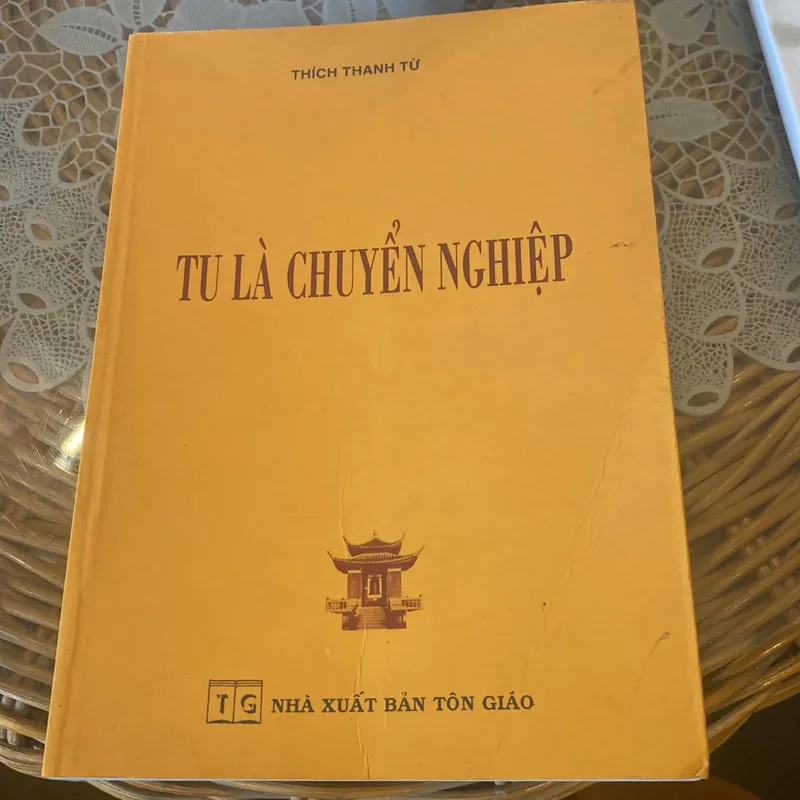 THÍCH THANH TỪ
TU LÀ CHUYỂN NGHIỆP
TG NHÀ XUẤT BẢN TÔN GIÁO